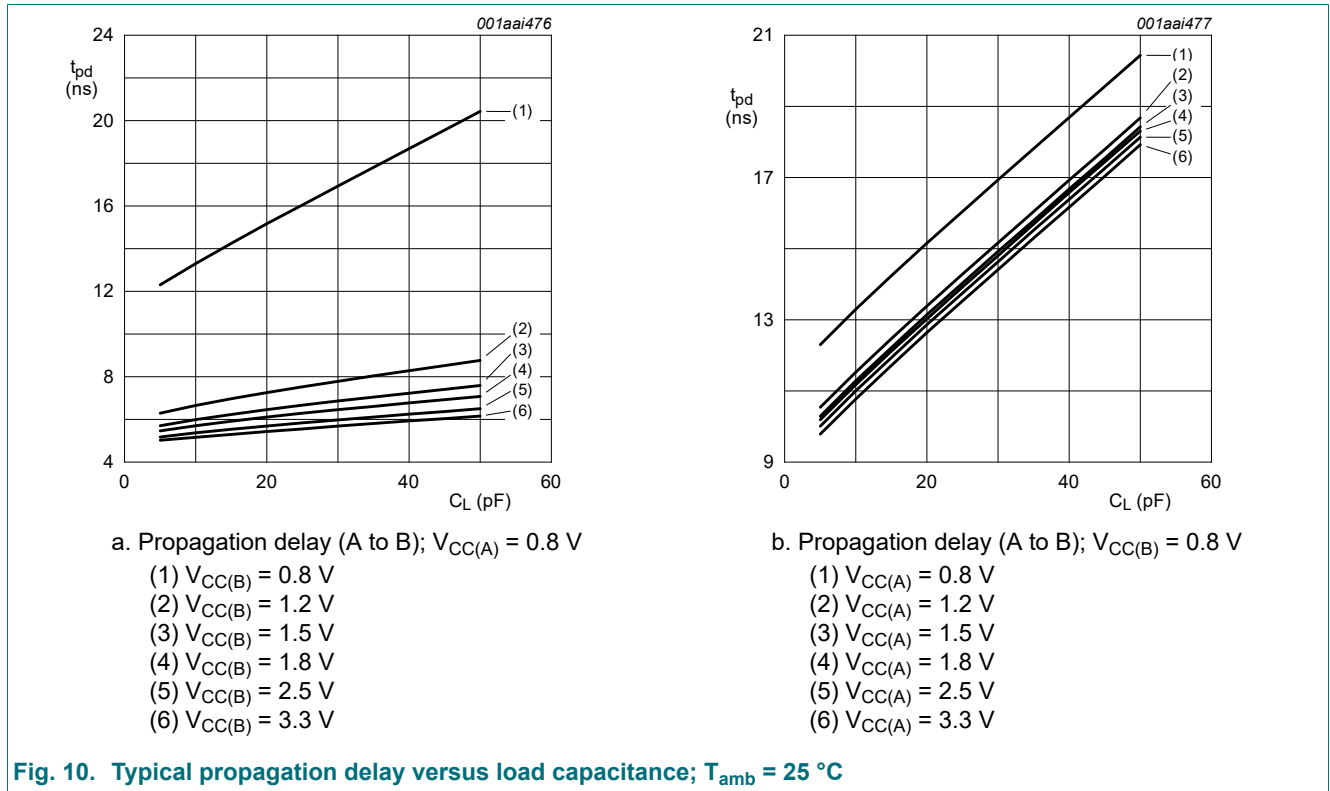 001aai476
24
tpd
(ns)
20
16
12
8
4
0
20
40
60
CL (pF)
(1)
(2)
(3)
(4)
(5)
(6)
a. Propagation delay (A to B); VCC(A) = 0.8 V
(1) VCC(B) = 0.8 V
(2) VCC(B) = 1.2 V
(3) VCC(B) = 1.5 V
(4) VCC(B) = 1.8 V
(5) VCC(B) = 2.5 V
(6) VCC(B) = 3.3 V
001aai477
21
tpd
(ns)
17
13
9
0
20
40
60
CL (pF)
(1)
(2)
(3)
(4)
(5)
(6)
b. Propagation delay (A to B); VCC(B) = 0.8 V
(1) VCC(A) = 0.8 V
(2) VCC(A) = 1.2 V
(3) VCC(A) = 1.5 V
(4) VCC(A) = 1.8 V
(5) VCC(A) = 2.5 V
(6) VCC(A) = 3.3 V
Fig. 10. Typical propagation delay versus load capacitance; Tamb = 25 °C